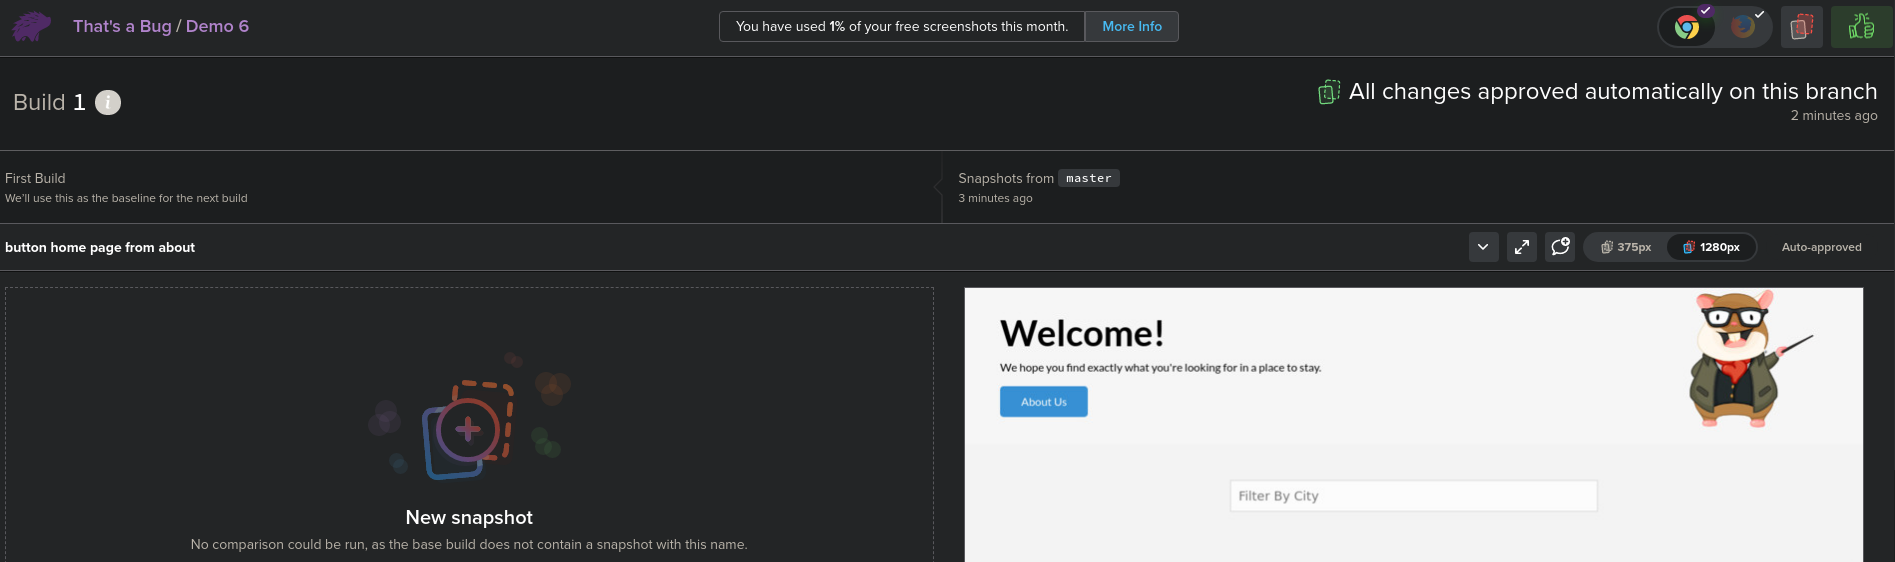 That's a Bug / Demo 6
You have used 1% of your free screenshots this month. More Info
Build 1 i
All changes approved automatically on this branch
2 minutes ago
First Build
We'll use this as the baseline for the next build
Snapshots from master
3 minutes ago
button home page from about
375px 1280px Auto-approved
New snapshot
No comparison could be run, as the base build does not contain a snapshot with this name.
Welcome!
We hope you find exactly what you're looking for in a place to stay.
About Us
Filter By City